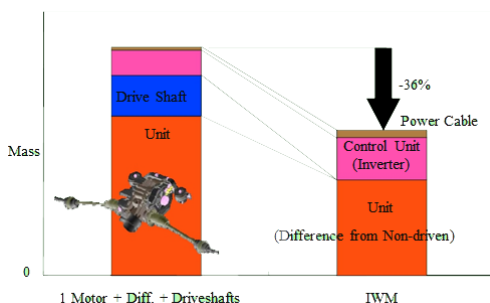 -36%
Power Cable
Drive Shaft
Unit
Control Unit
(Inverter)
Mass
Unit
(Difference from Non-driven)
0
1 Motor + Diff. + Driveshafts
IWM